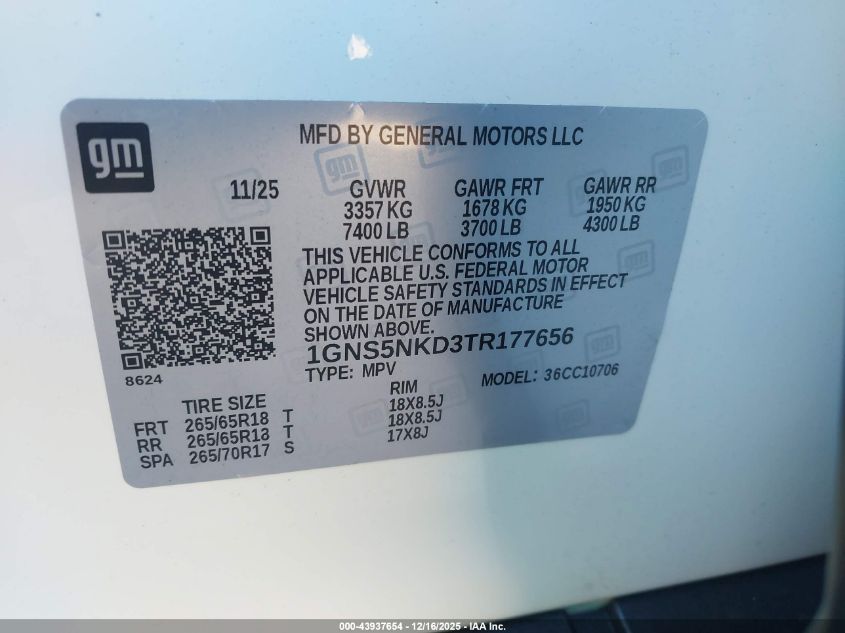 gm
MFD BY GENERAL MOTORS LLC
11/25 GVWR GAWR FRT GAWR RR
3357 KG 1678 KG 1950 KG
7400 LB 3700 LB 4300 LB
THIS VEHICLE CONFORMS TO ALL
APPLICABLE U.S. FEDERAL MOTOR
VEHICLE SAFETY STANDARDS IN EFFECT
ON THE DATE OF MANUFACTURE
SHOWN ABOVE.
1GNS5NKD3TR177656
TYPE: MPV MODEL: 36CC10706
8624
TIRE SIZE RIM
FRT 265/65R18 T 18X8.5J
RR 265/65R18 T 18X8.5J
SPA 265/70R17 S 17X8J
000-43937654 - 12/16/2025 - IAA Inc.